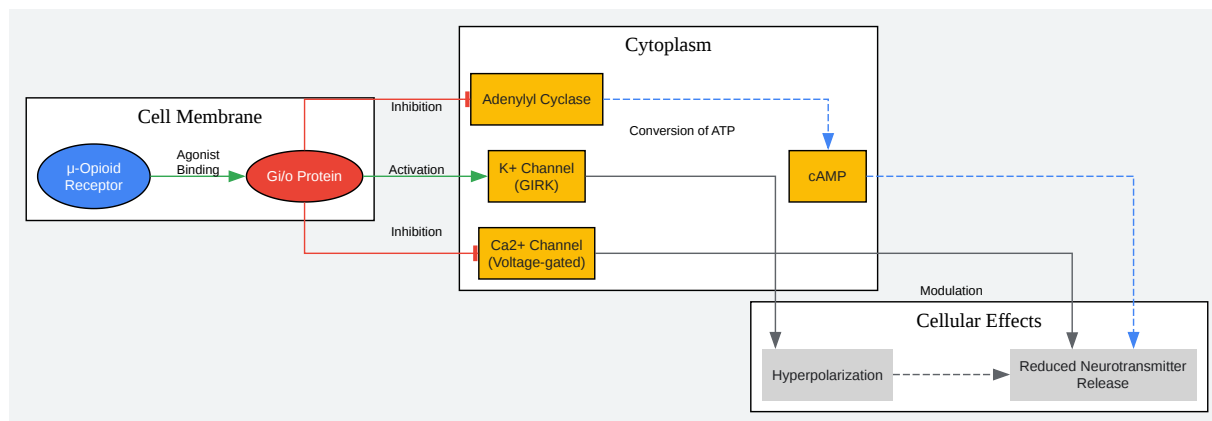 Cytoplasm
Adenylyl Cyclase
Inhibition
Conversion of ATP
Cell Membrane
μ-Opioid
Receptor
Agonist
Binding
Gi/o Protein
Activation
K+ Channel
(GIRK)
cAMP
Inhibition
Ca2+ Channel
(Voltage-gated)
Modulation
Cellular Effects
Hyperpolarization
Reduced Neurotransmitter
Release